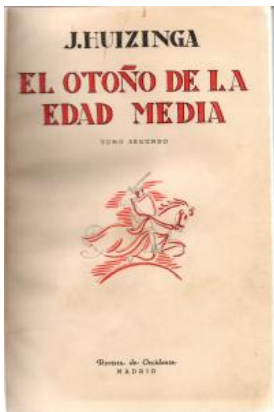 J. HUIZINGA
EL OTOÑO DE LA
EDAD MEDIA
TOMO SEGUNDO
Revista de Occidente
MADRID